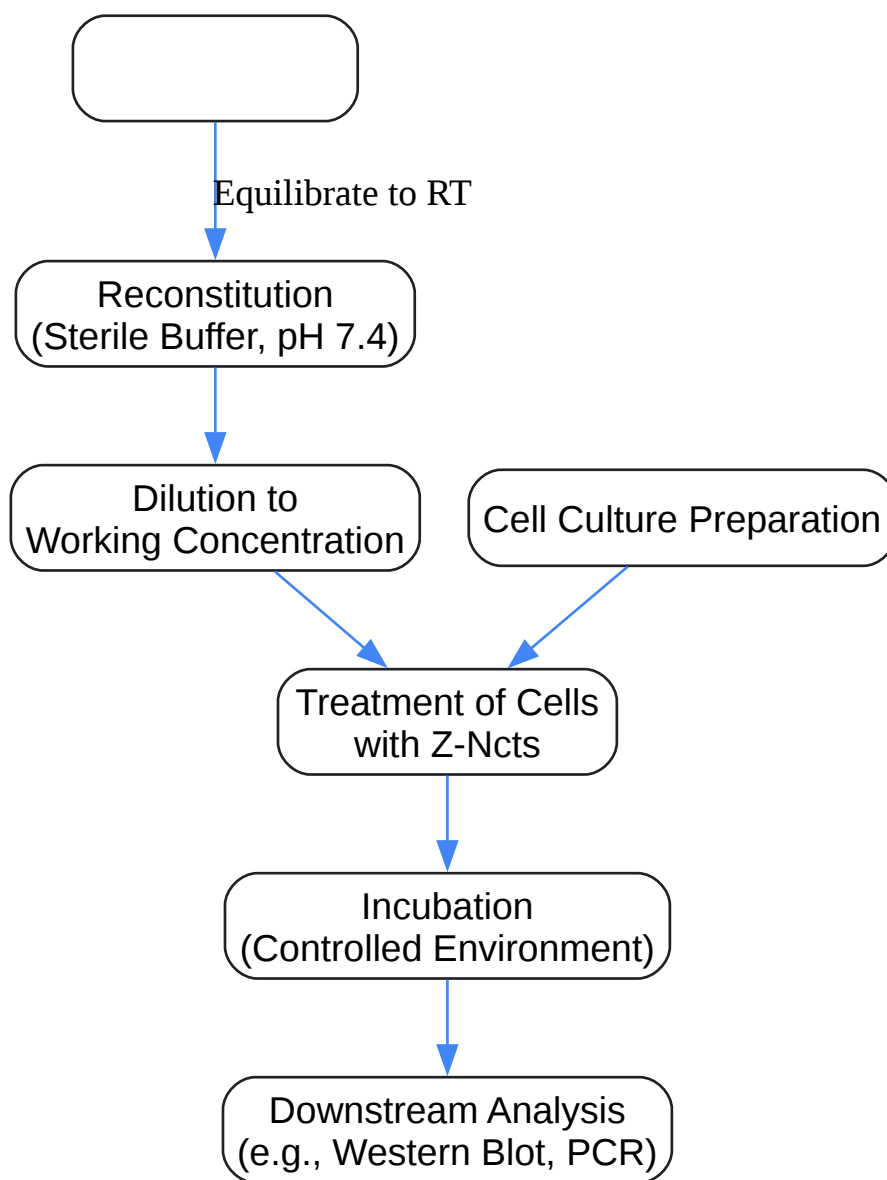 Equilibrate to RT
Reconstitution
(Sterile Buffer, pH 7.4)
Dilution to
Working Concentration
Cell Culture Preparation
Treatment of Cells
with Z-Ncts
Incubation
(Controlled Environment)
Downstream Analysis
(e.g., Western Blot, PCR)